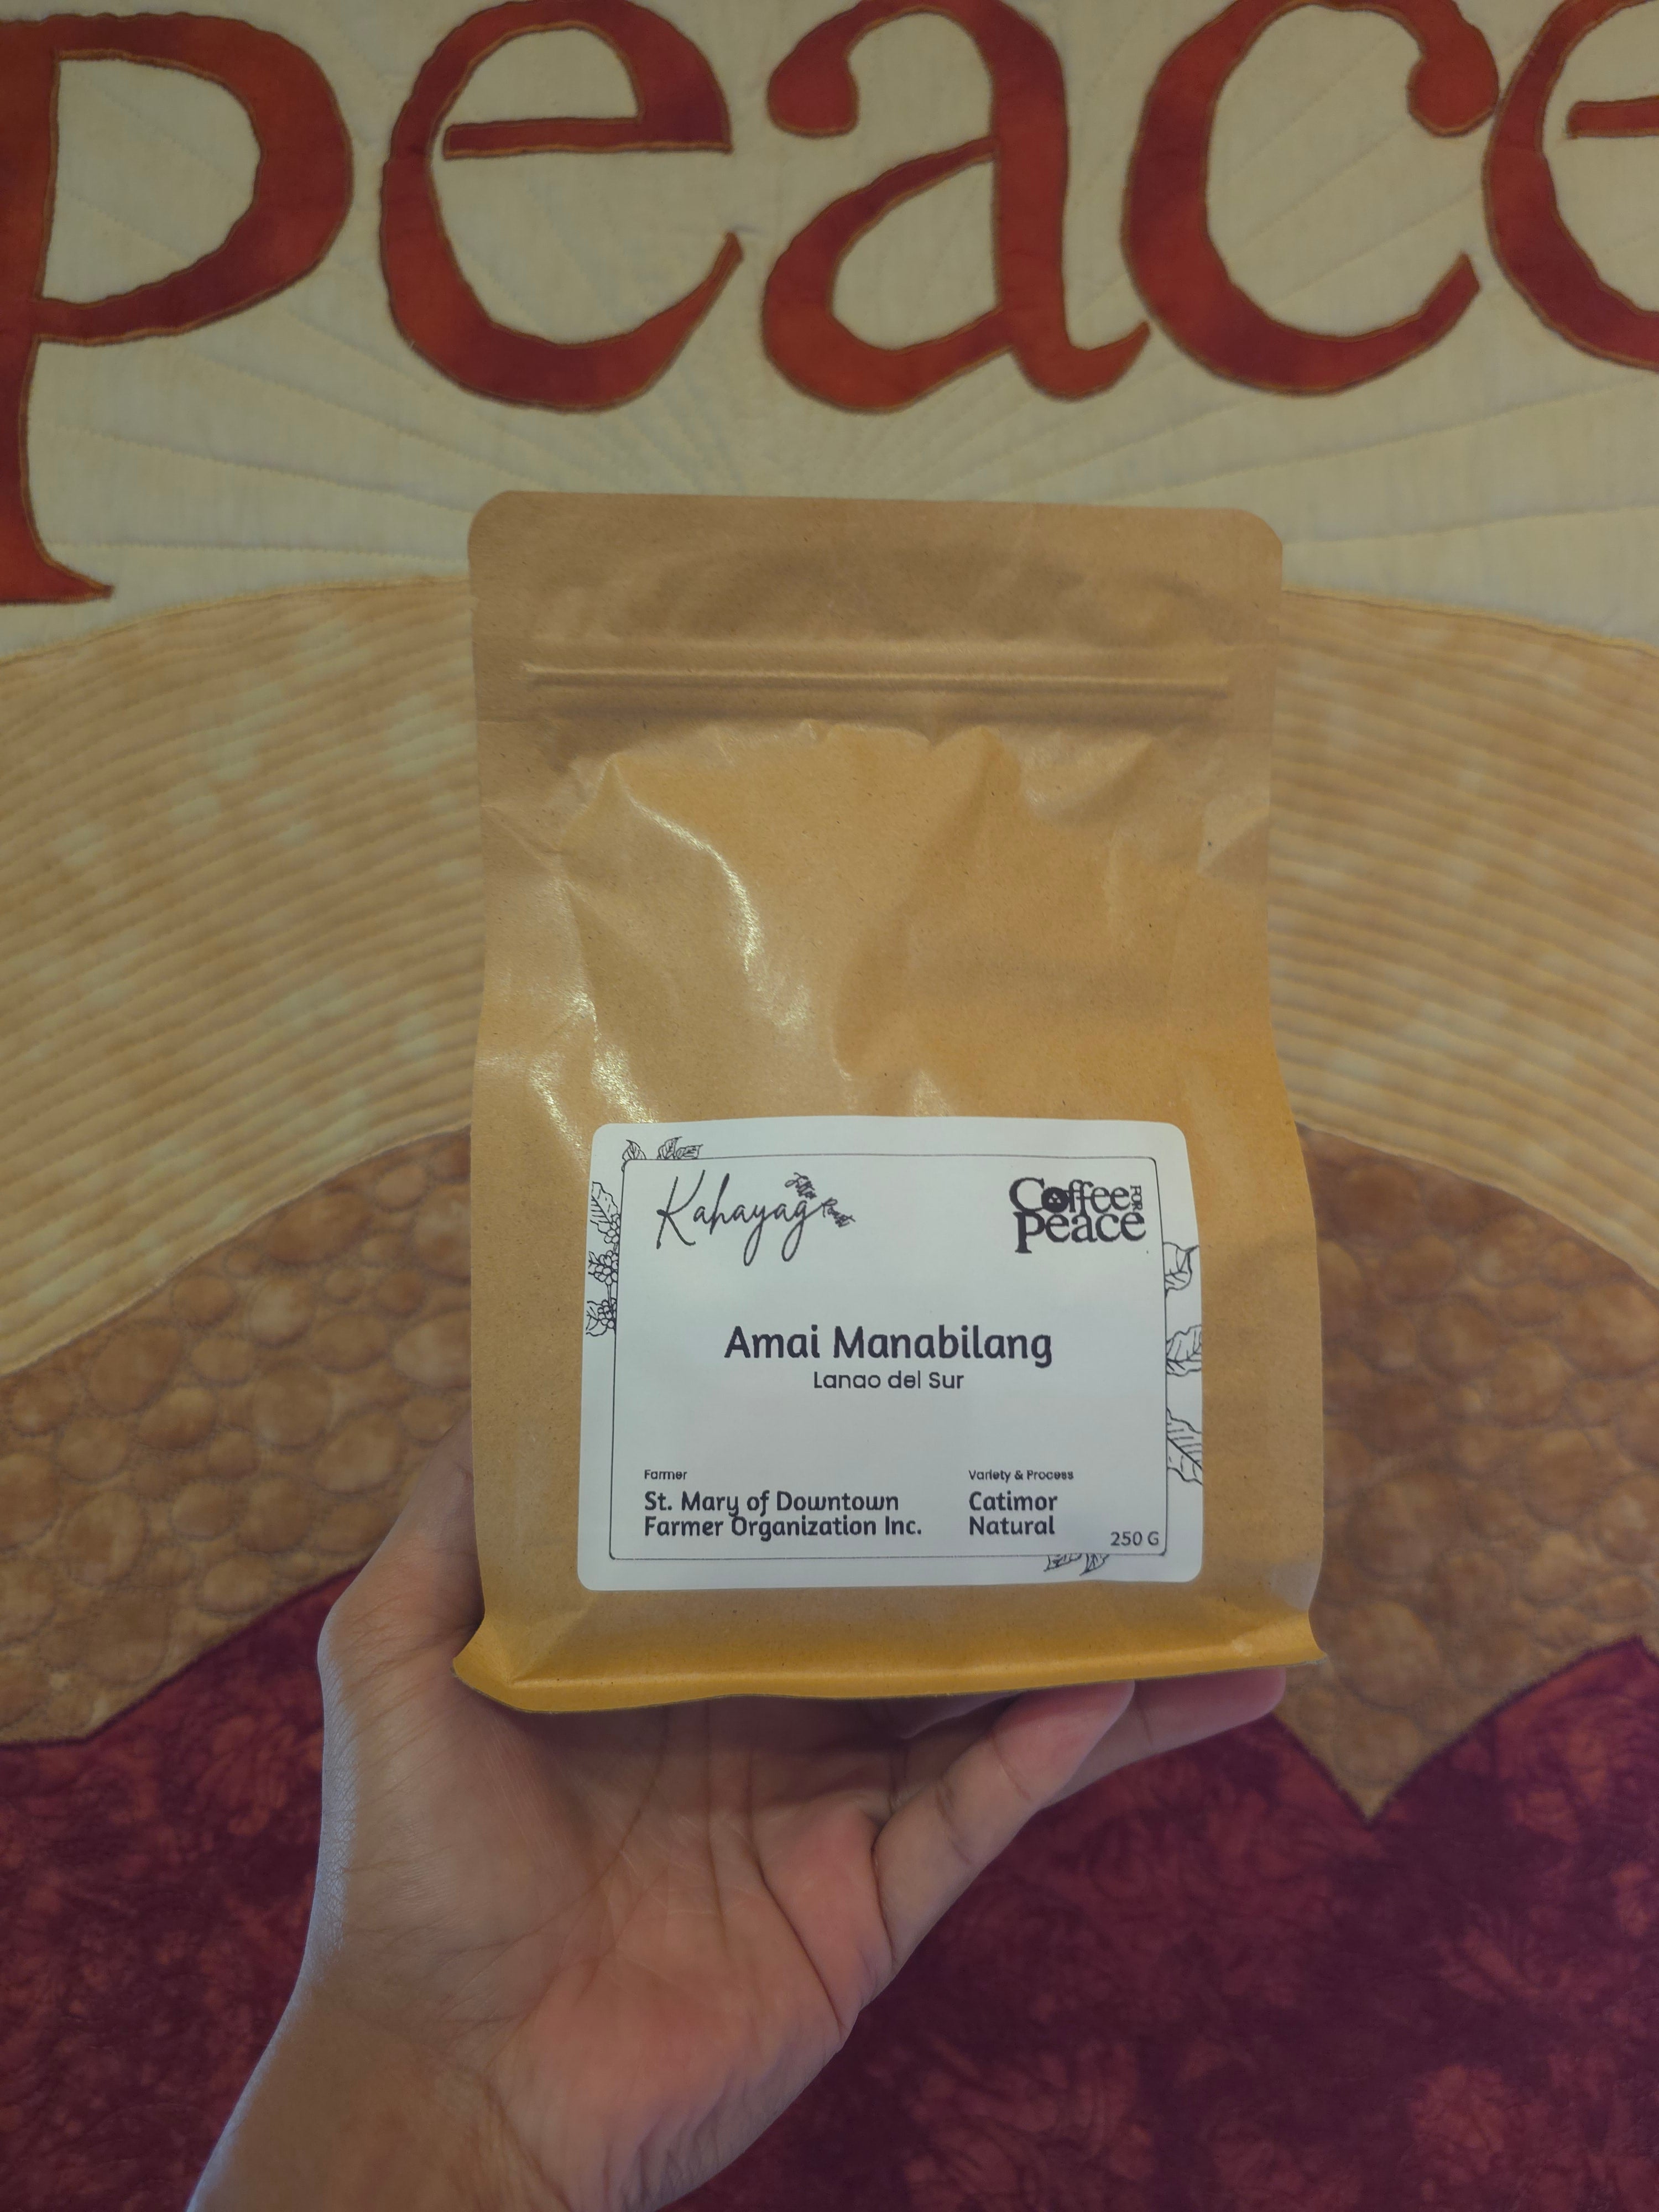 peace
Kahayag
Coffee FOR
Peace
Amai Manabilang
Lanao del Sur
Farmer
St. Mary of Downtown
Farmer Organization Inc.
Variety & Process
Catimor
Natural
250 G